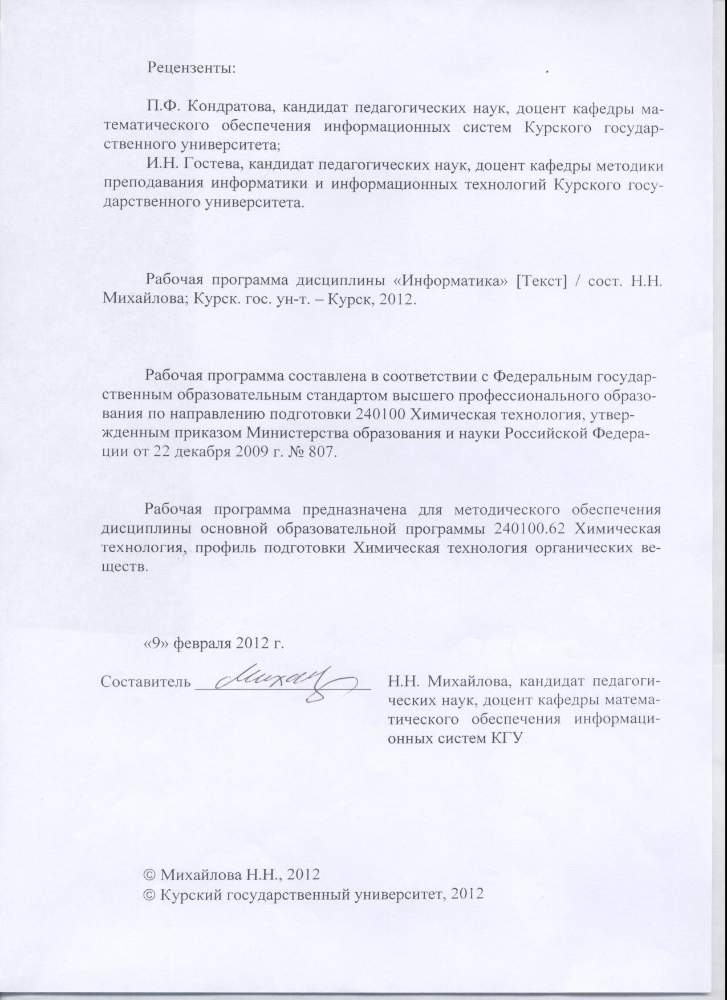 Рецензенты:
П.Ф. Кондратова, кандидат педагогических наук, доцент кафедры ма-
тематического обеспечения информационных систем Курского государ-
ственного университета;
И.Н. Гостева, кандидат педагогических наук, доцент кафедры методики
преподавания информатики и информационных технологий Курского госу-
дарственного университета.
Рабочая программа дисциплины «Информатика» [Текст] / сост. Н.Н.
Михайлова; Курск. гос. ун-т. – Курск, 2012.
Рабочая программа составлена в соответствии с Федеральным государ-
ственным образовательным стандартом высшего профессионального образо-
вания по направлению подготовки 240100 Химическая технология, утвер-
жденным приказом Министерства образования и науки Российской Федера-
ции от 22 декабря 2009 г. № 807.
Рабочая программа предназначена для методического обеспечения
дисциплины основной образовательной программы 240100.62 Химическая
технология, профиль подготовки Химическая технология органических ве-
ществ.
«9» февраля 2012 г.
Составитель
Н.Н. Михайлова, кандидат педагоги-
ческих наук, доцент кафедры матема-
тического обеспечения информаци-
онных систем КГУ
© Михайлова Н.Н., 2012
© Курский государственный университет, 2012